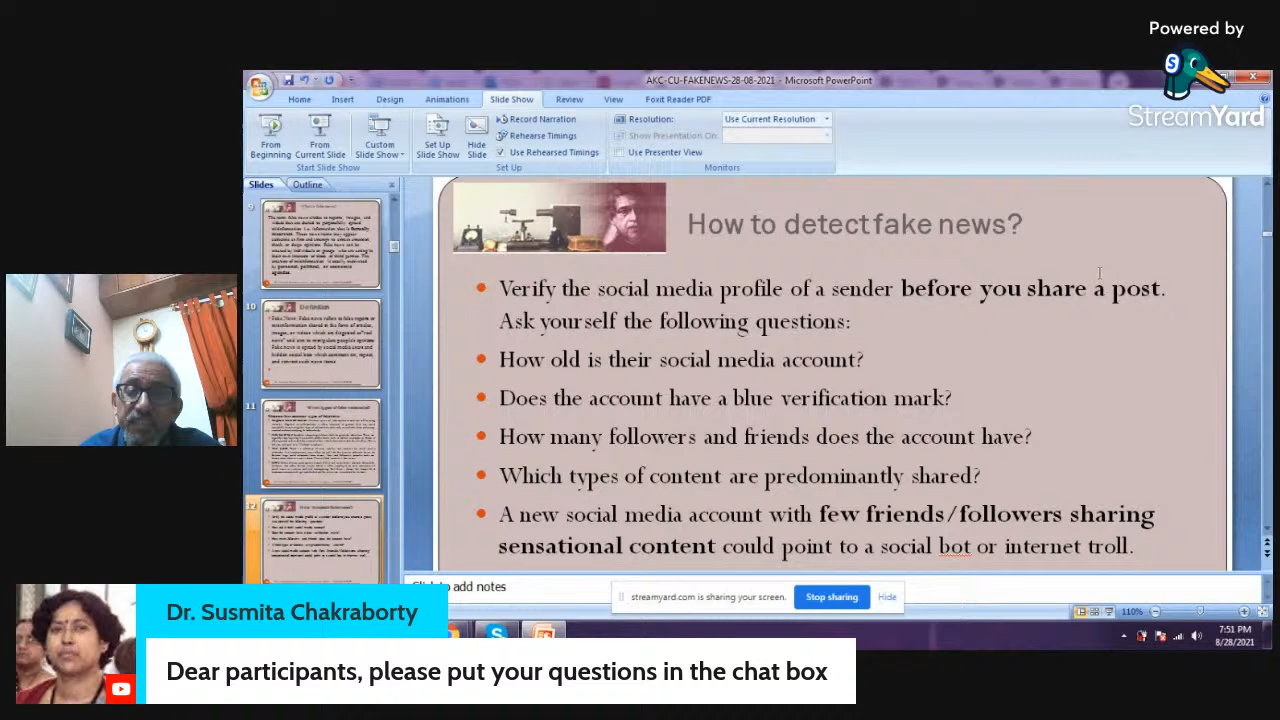 Powered by
StreamYard
AKC-CU-FAKENEWS-28-08-2021 - Microsoft PowerPoint
Home Insert Design Animations Slide Show Review View Foxit Reader PDF
From Beginning
From Current Slide
Custom Slide Show
Set Up Slide Show
Hide Slide
Record Narration
Rehearse Timings
Use Rehearsed Timings
Resolution: Use Current Resolution
Show Presentation On:
Use Presenter View
Start Slide Show
Set Up
Monitors
Slides Outline
9
10
11
12
How to detect fake news?
Verify the social media profile of a sender before you share a post.
Ask yourself the following questions:
How old is their social media account?
Does the account have a blue verification mark?
How many followers and friends does the account have?
Which types of content are predominantly shared?
A new social media account with few friends/followers sharing
sensational content could point to a social bot or internet troll.
to add notes
streamyard.com is sharing your screen. Stop sharing Hide
110%
7:51 PM
8/28/2021
Dr. Susmita Chakraborty
Dear participants, please put your questions in the chat box